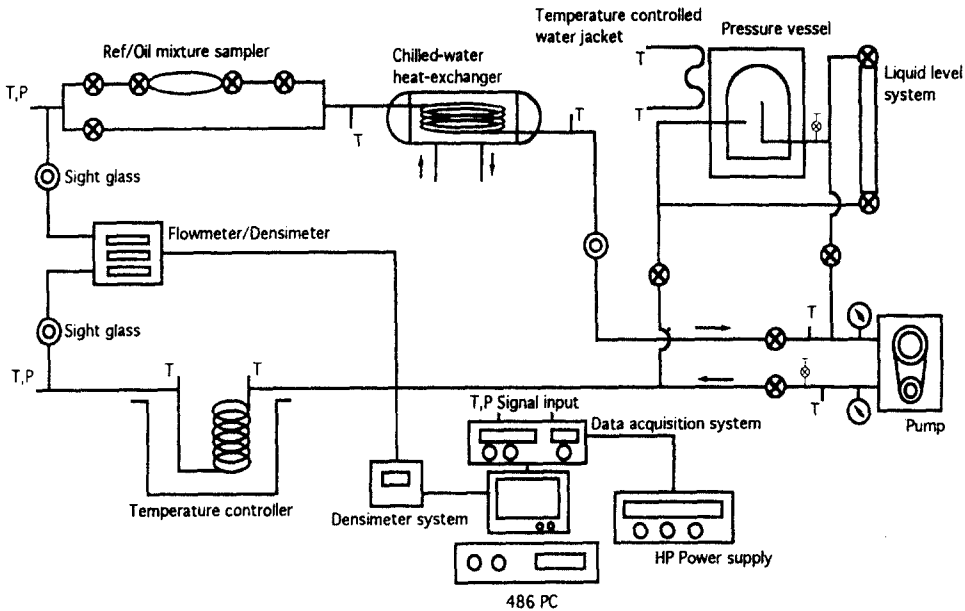 Temperature controlled
water jacket
Pressure vessel
Ref/Oil mixture sampler
Chilled-water
heat-exchanger
T
Liquid level
system
T,P
T
T
T
Sight glass
Flowmeter/Densimeter
Sight glass
T
T,P
T
T
T
T,P Signal input
Data acquisition system
Pump
Temperature controller
Densimeter system
HP Power supply
486 PC